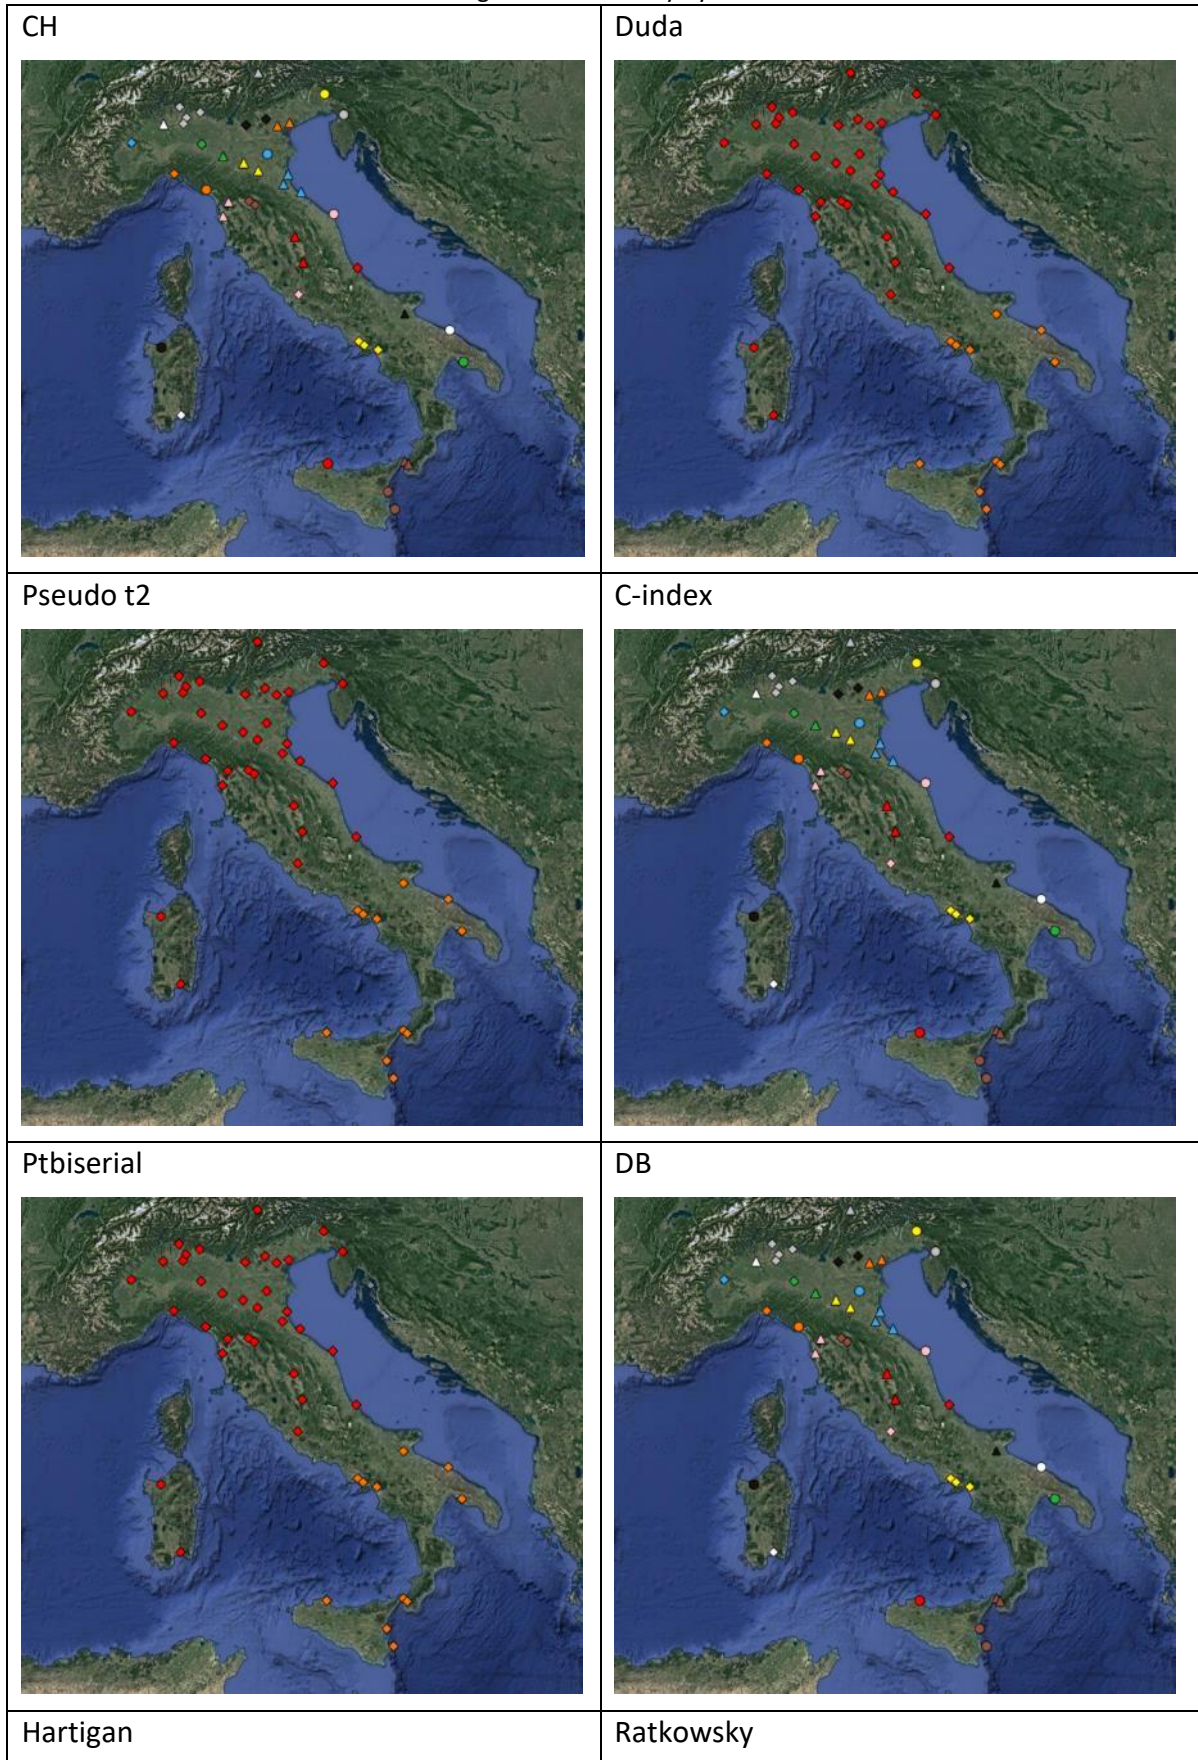 CH
Duda
Pseudo t2
C-index
Ptbiserial
DB
Hartigan
Ratkowsky